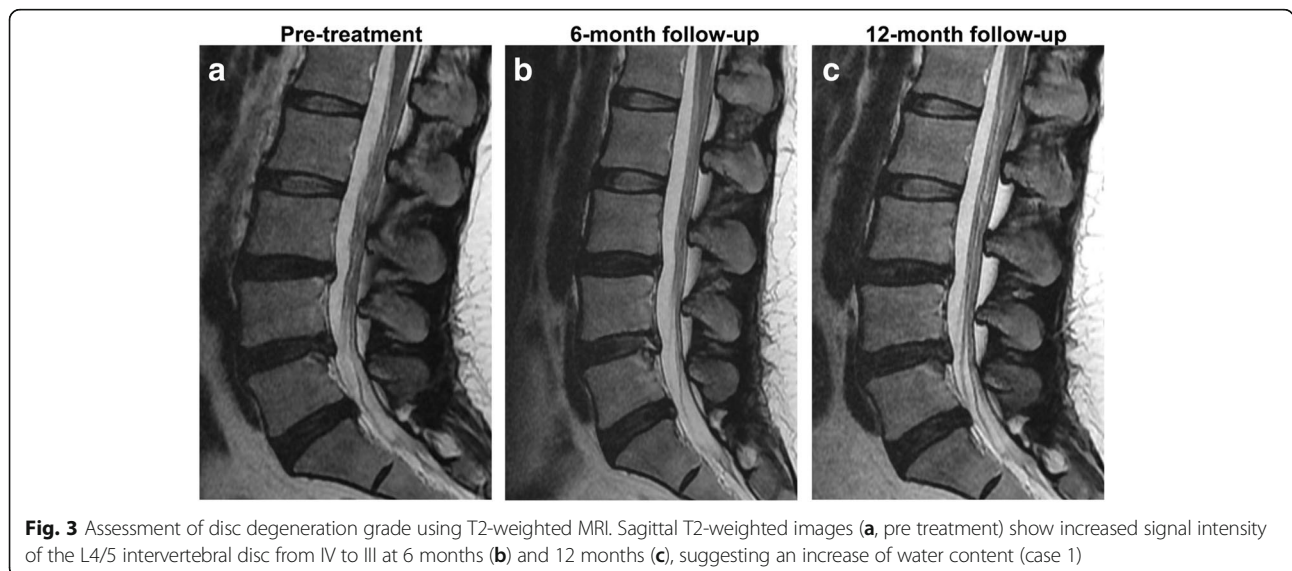 Pre-treatment 6-month follow-up 12-month follow-up
a b c
Fig. 3 Assessment of disc degeneration grade using T2-weighted MRI. Sagittal T2-weighted images (a, pre treatment) show increased signal intensity
of the L4/5 intervertebral disc from IV to III at 6 months (b) and 12 months (c), suggesting an increase of water content (case 1)